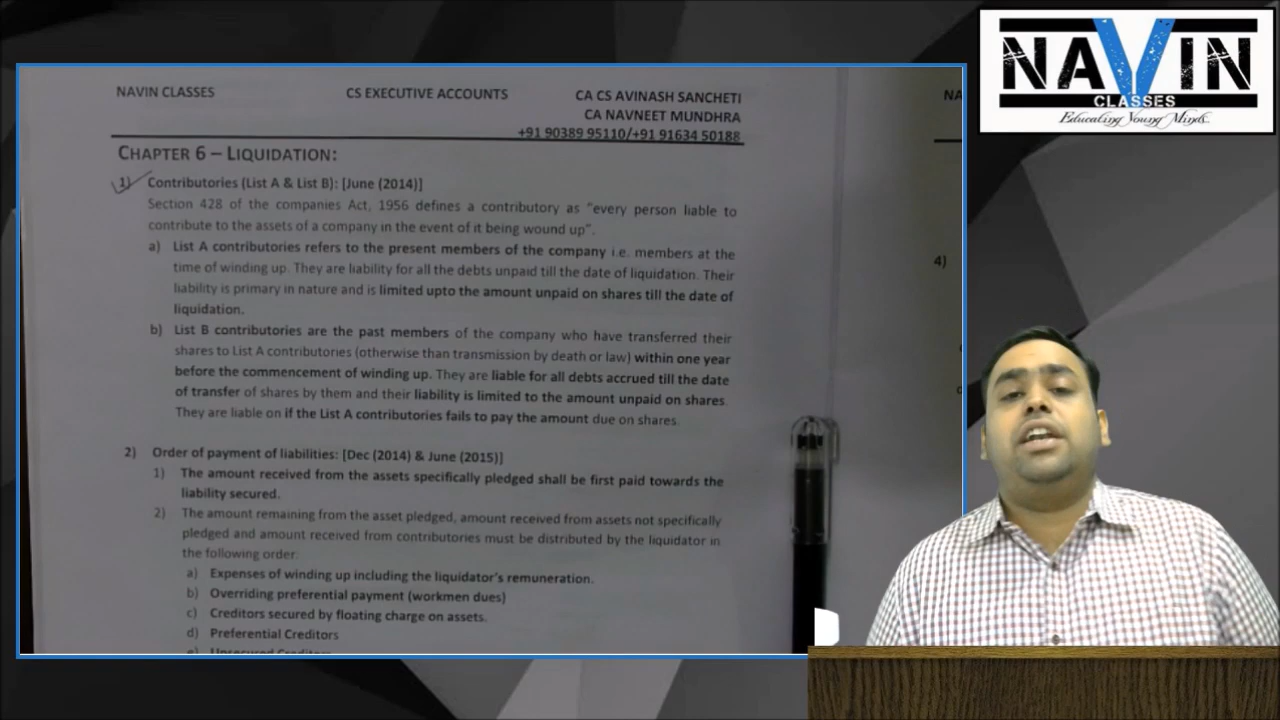 NAVIN CLASSES
CS EXECUTIVE ACCOUNTS
CA CS AVINASH SANCHETI
CA NAVNEET MUNDHRA
+91 90389 95110/+91 91634 50188
CHAPTER 6 – LIQUIDATION:
1) Contributories (List A & List B): [June (2014)]
Section 428 of the companies Act, 1956 defines a contributory as “every person liable to
contribute to the assets of a company in the event of it being wound up”.
a) List A contributories refers to the present members of the company i.e. members at the
time of winding up. They are liability for all the debts unpaid till the date of liquidation. Their
liability is primary in nature and is limited upto the amount unpaid on shares till the date of
liquidation.
b) List B contributories are the past members of the company who have transferred their
shares to List A contributories (otherwise than transmission by death or law) within one year
before the commencement of winding up. They are liable for all debts accrued till the date
of transfer of shares by them and their liability is limited to the amount unpaid on shares.
They are liable on if the List A contributories fails to pay the amount due on shares.
2) Order of payment of liabilities: [Dec (2014) & June (2015)]
1) The amount received from the assets specifically pledged shall be first paid towards the
liability secured.
2) The amount remaining from the asset pledged, amount received from assets not specifically
pledged and amount received from contributories must be distributed by the liquidator in
the following order:
a) Expenses of winding up including the liquidator's remuneration.
b) Overriding preferential payment (workmen dues)
c) Creditors secured by floating charge on assets.
d) Preferential Creditors
e) Unsecured Creditors
NA
4)
NAVIN
CLASSES
Educating Young Minds..